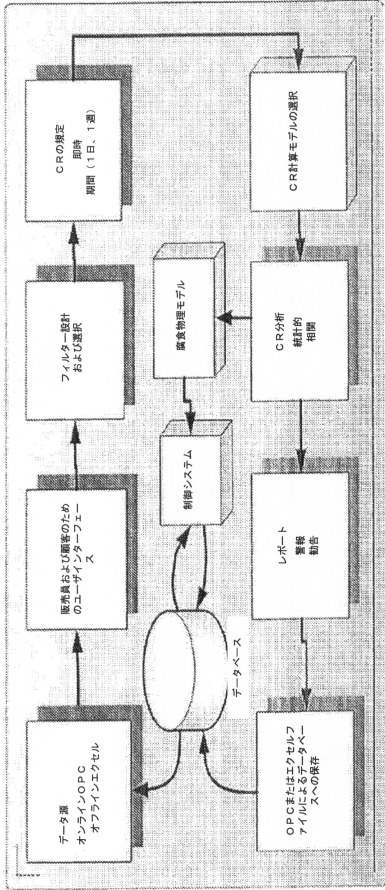 データ源
オンラインOPC
オフラインエクセル
販売員および顧客のため
のユーザインターフェー
ス
フィルター設計
および選択
CRの規定
即時
期間(1日、1週)
CR計算モデルの選択
CR分析
統計的
相関
腐食物理モデル
制御システム
データベース
レポート
警報
勧告
OPCまたはエクセルフ
ァイルによるデータベー
スへの保存